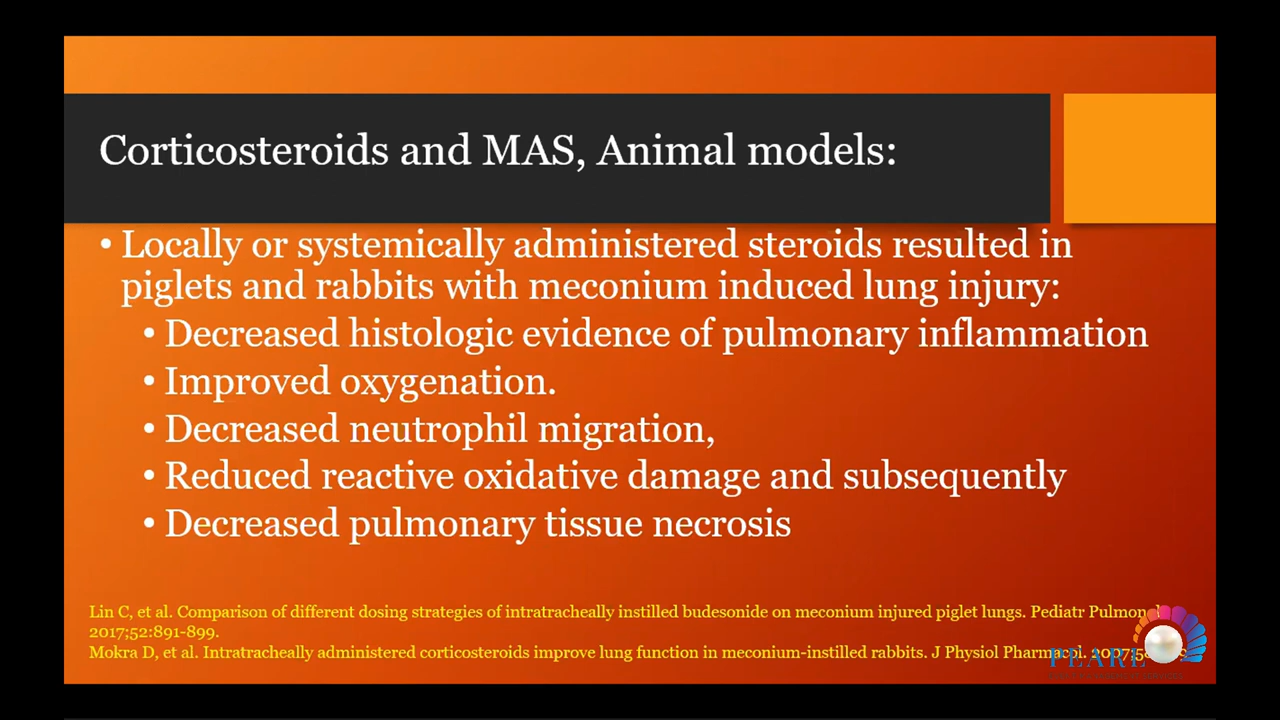 Corticosteroids and MAS, Animal models:
• Locally or systemically administered steroids resulted in
piglets and rabbits with meconium induced lung injury:
• Decreased histologic evidence of pulmonary inflammation
• Improved oxygenation.
• Decreased neutrophil migration,
• Reduced reactive oxidative damage and subsequently
• Decreased pulmonary tissue necrosis
Lin C, et al. Comparison of different dosing strategies of intratracheally instilled budesonide on meconium injured piglet lungs. Pediatr
2017;52:891-899.
Mokra D, et al. Intratracheally administered corticosteroids improve lung function in meconium-instilled rabbits. J Physiol Pharmacol.
PEARL